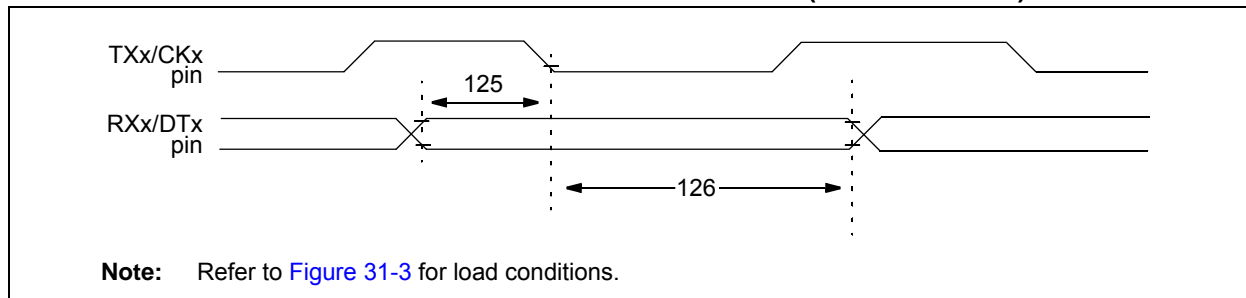 TXx/CKx
pin
125
RXx/DTx
pin
126
Note: Refer to Figure 31-3 for load conditions.